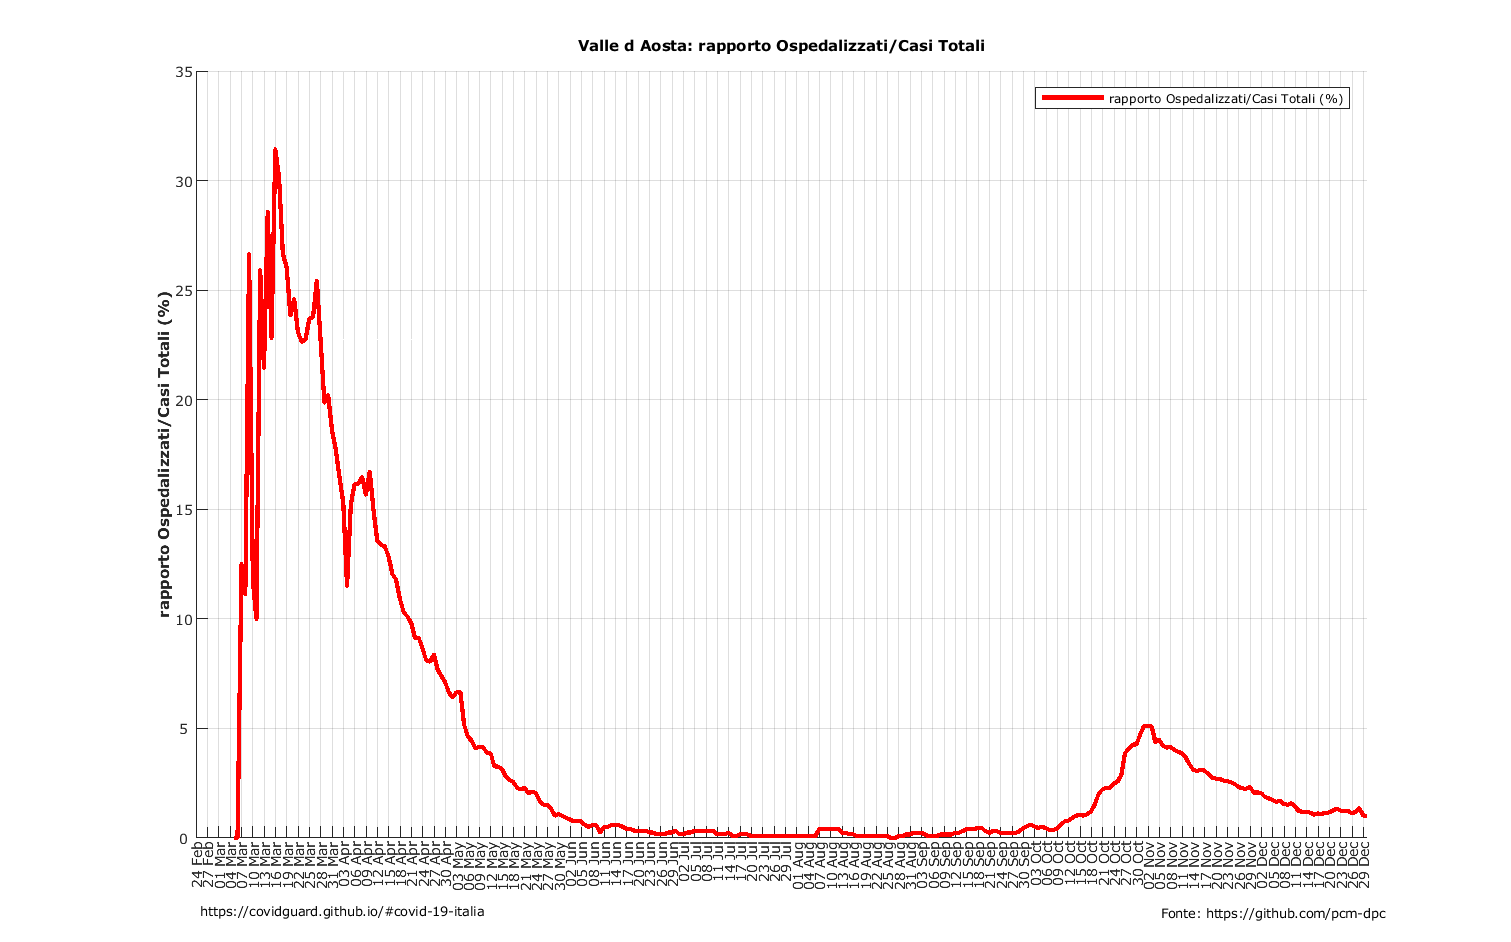 Valle d Aosta: rapporto Ospedalizzati/Casi Totali
rapporto Ospedalizzati/Casi Totali (%)
rapporto Ospedalizzati/Casi Totali (%)
35
30
25
20
15
10
5
0
24 Feb
27 Feb
01 Mar
04 Mar
07 Mar
10 Mar
13 Mar
16 Mar
19 Mar
22 Mar
25 Mar
28 Mar
31 Mar
03 Apr
06 Apr
09 Apr
12 Apr
15 Apr
18 Apr
21 Apr
24 Apr
27 Apr
30 Apr
03 May
06 May
09 May
12 May
15 May
18 May
21 May
24 May
27 May
30 May
02 Jun
05 Jun
08 Jun
11 Jun
14 Jun
17 Jun
20 Jun
23 Jun
26 Jun
29 Jun
02 Jul
05 Jul
08 Jul
11 Jul
14 Jul
17 Jul
20 Jul
23 Jul
26 Jul
29 Jul
01 Aug
04 Aug
07 Aug
10 Aug
13 Aug
16 Aug
19 Aug
22 Aug
25 Aug
28 Aug
31 Aug
03 Sep
06 Sep
09 Sep
12 Sep
15 Sep
18 Sep
21 Sep
24 Sep
27 Sep
30 Sep
03 Oct
06 Oct
09 Oct
12 Oct
15 Oct
18 Oct
21 Oct
24 Oct
27 Oct
30 Oct
02 Nov
05 Nov
08 Nov
11 Nov
14 Nov
17 Nov
20 Nov
23 Nov
26 Nov
29 Nov
02 Dec
05 Dec
08 Dec
11 Dec
14 Dec
17 Dec
20 Dec
23 Dec
26 Dec
29 Dec
https://covidguard.github.io/#covid-19-italia
Fonte: https://github.com/pcm-dpc